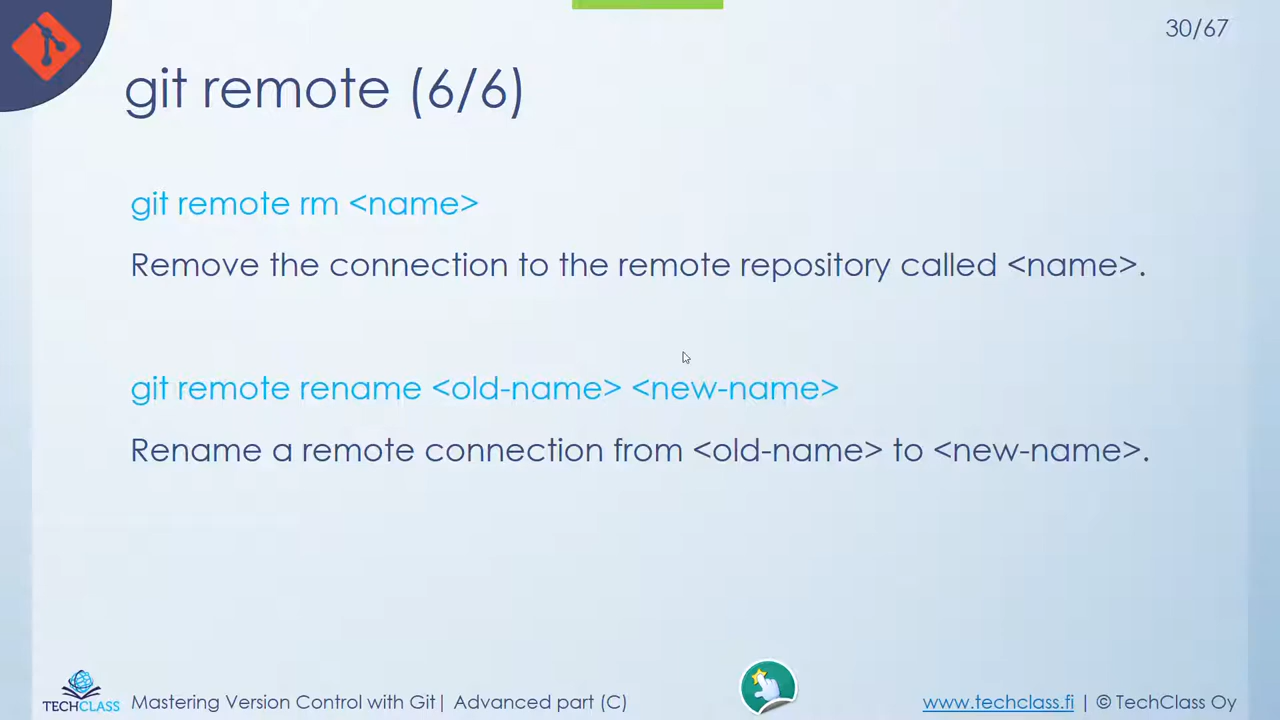 30/67
git remote (6/6)
git remote rm <name>
Remove the connection to the remote repository called <name>.
git remote rename <old-name> <new-name>
Rename a remote connection from <old-name> to <new-name>.
TECHCLASS Mastering Version Control with Git| Advanced part (C) www.techclass.fi | © TechClass Oy